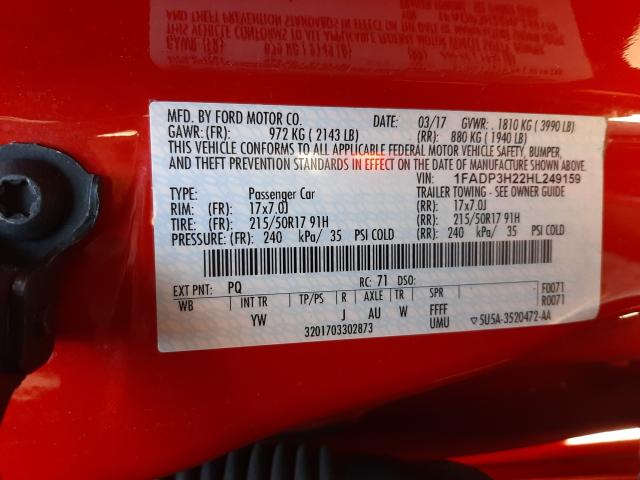 MFD. BY FORD MOTOR CO. DATE: 03/17 GVWR: 1810 KG ( 3990 LB)
GAWR: (FR): 972 KG ( 2143 LB) (RR): 880 KG ( 1940 LB)
THIS VEHICLE CONFORMS TO ALL APPLICABLE FEDERAL MOTOR VEHICLE SAFETY, BUMPER,
AND THEFT PREVENTION STANDARDS IN EFFECT ON THE DATE OF MANUFACTURE SHOWN ABOVE.
VIN: 1FADP3H22HL249159
TYPE: Passenger Car TRAILER TOWING - SEE OWNER GUIDE
RIM: (FR): 17x7.0J (RR): 17x7.0J
TIRE: (FR): 215/50R17 91H (RR): 215/50R17 91H
PRESSURE: (FR): 240 kPa/ 35 PSI COLD (RR): 240 kPa/ 35 PSI COLD
EXT PNT: PQ RC: 71 DSO: F0071
WB INT TR TP/PS R AXLE TR SPR R0071
YW J AU W FFFF
3201703302873 UMU 5U5A-3520472-AA